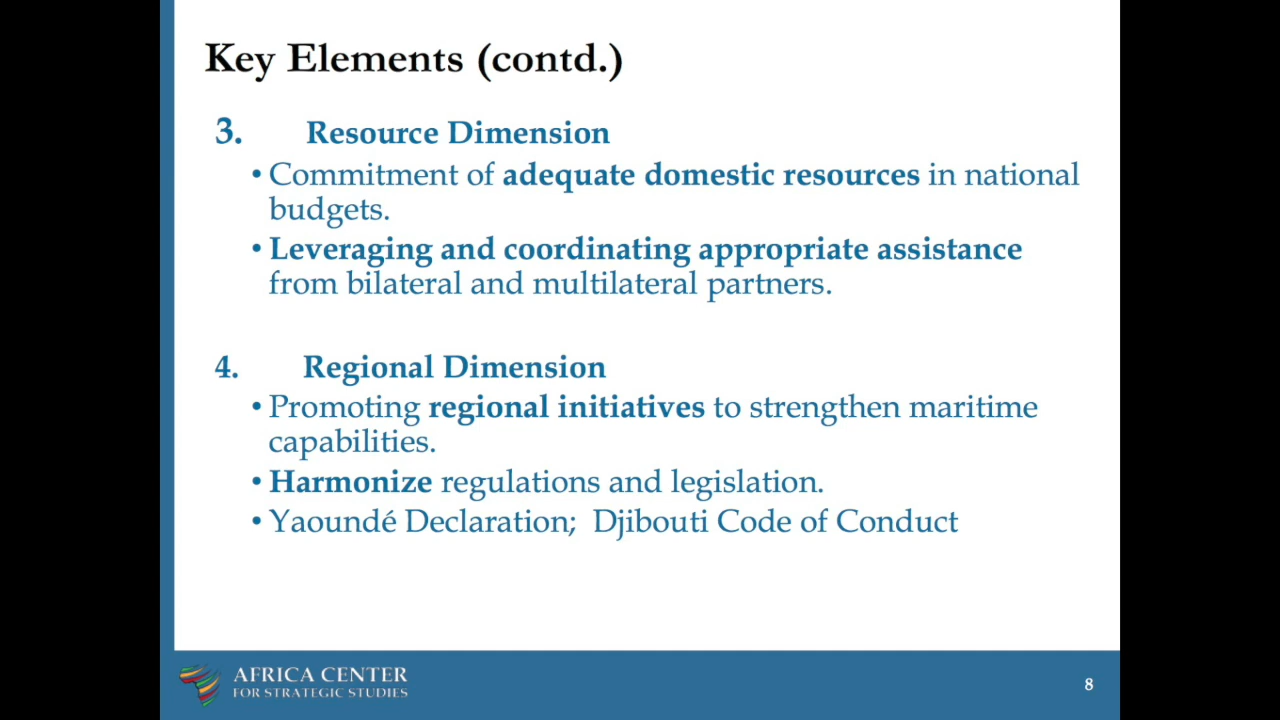 Key Elements (contd.)
3. Resource Dimension
• Commitment of adequate domestic resources in national
budgets.
• Leveraging and coordinating appropriate assistance
from bilateral and multilateral partners.
4. Regional Dimension
• Promoting regional initiatives to strengthen maritime
capabilities.
• Harmonize regulations and legislation.
• Yaoundé Declaration; Djibouti Code of Conduct
AFRICA CENTER
FOR STRATEGIC STUDIES
8